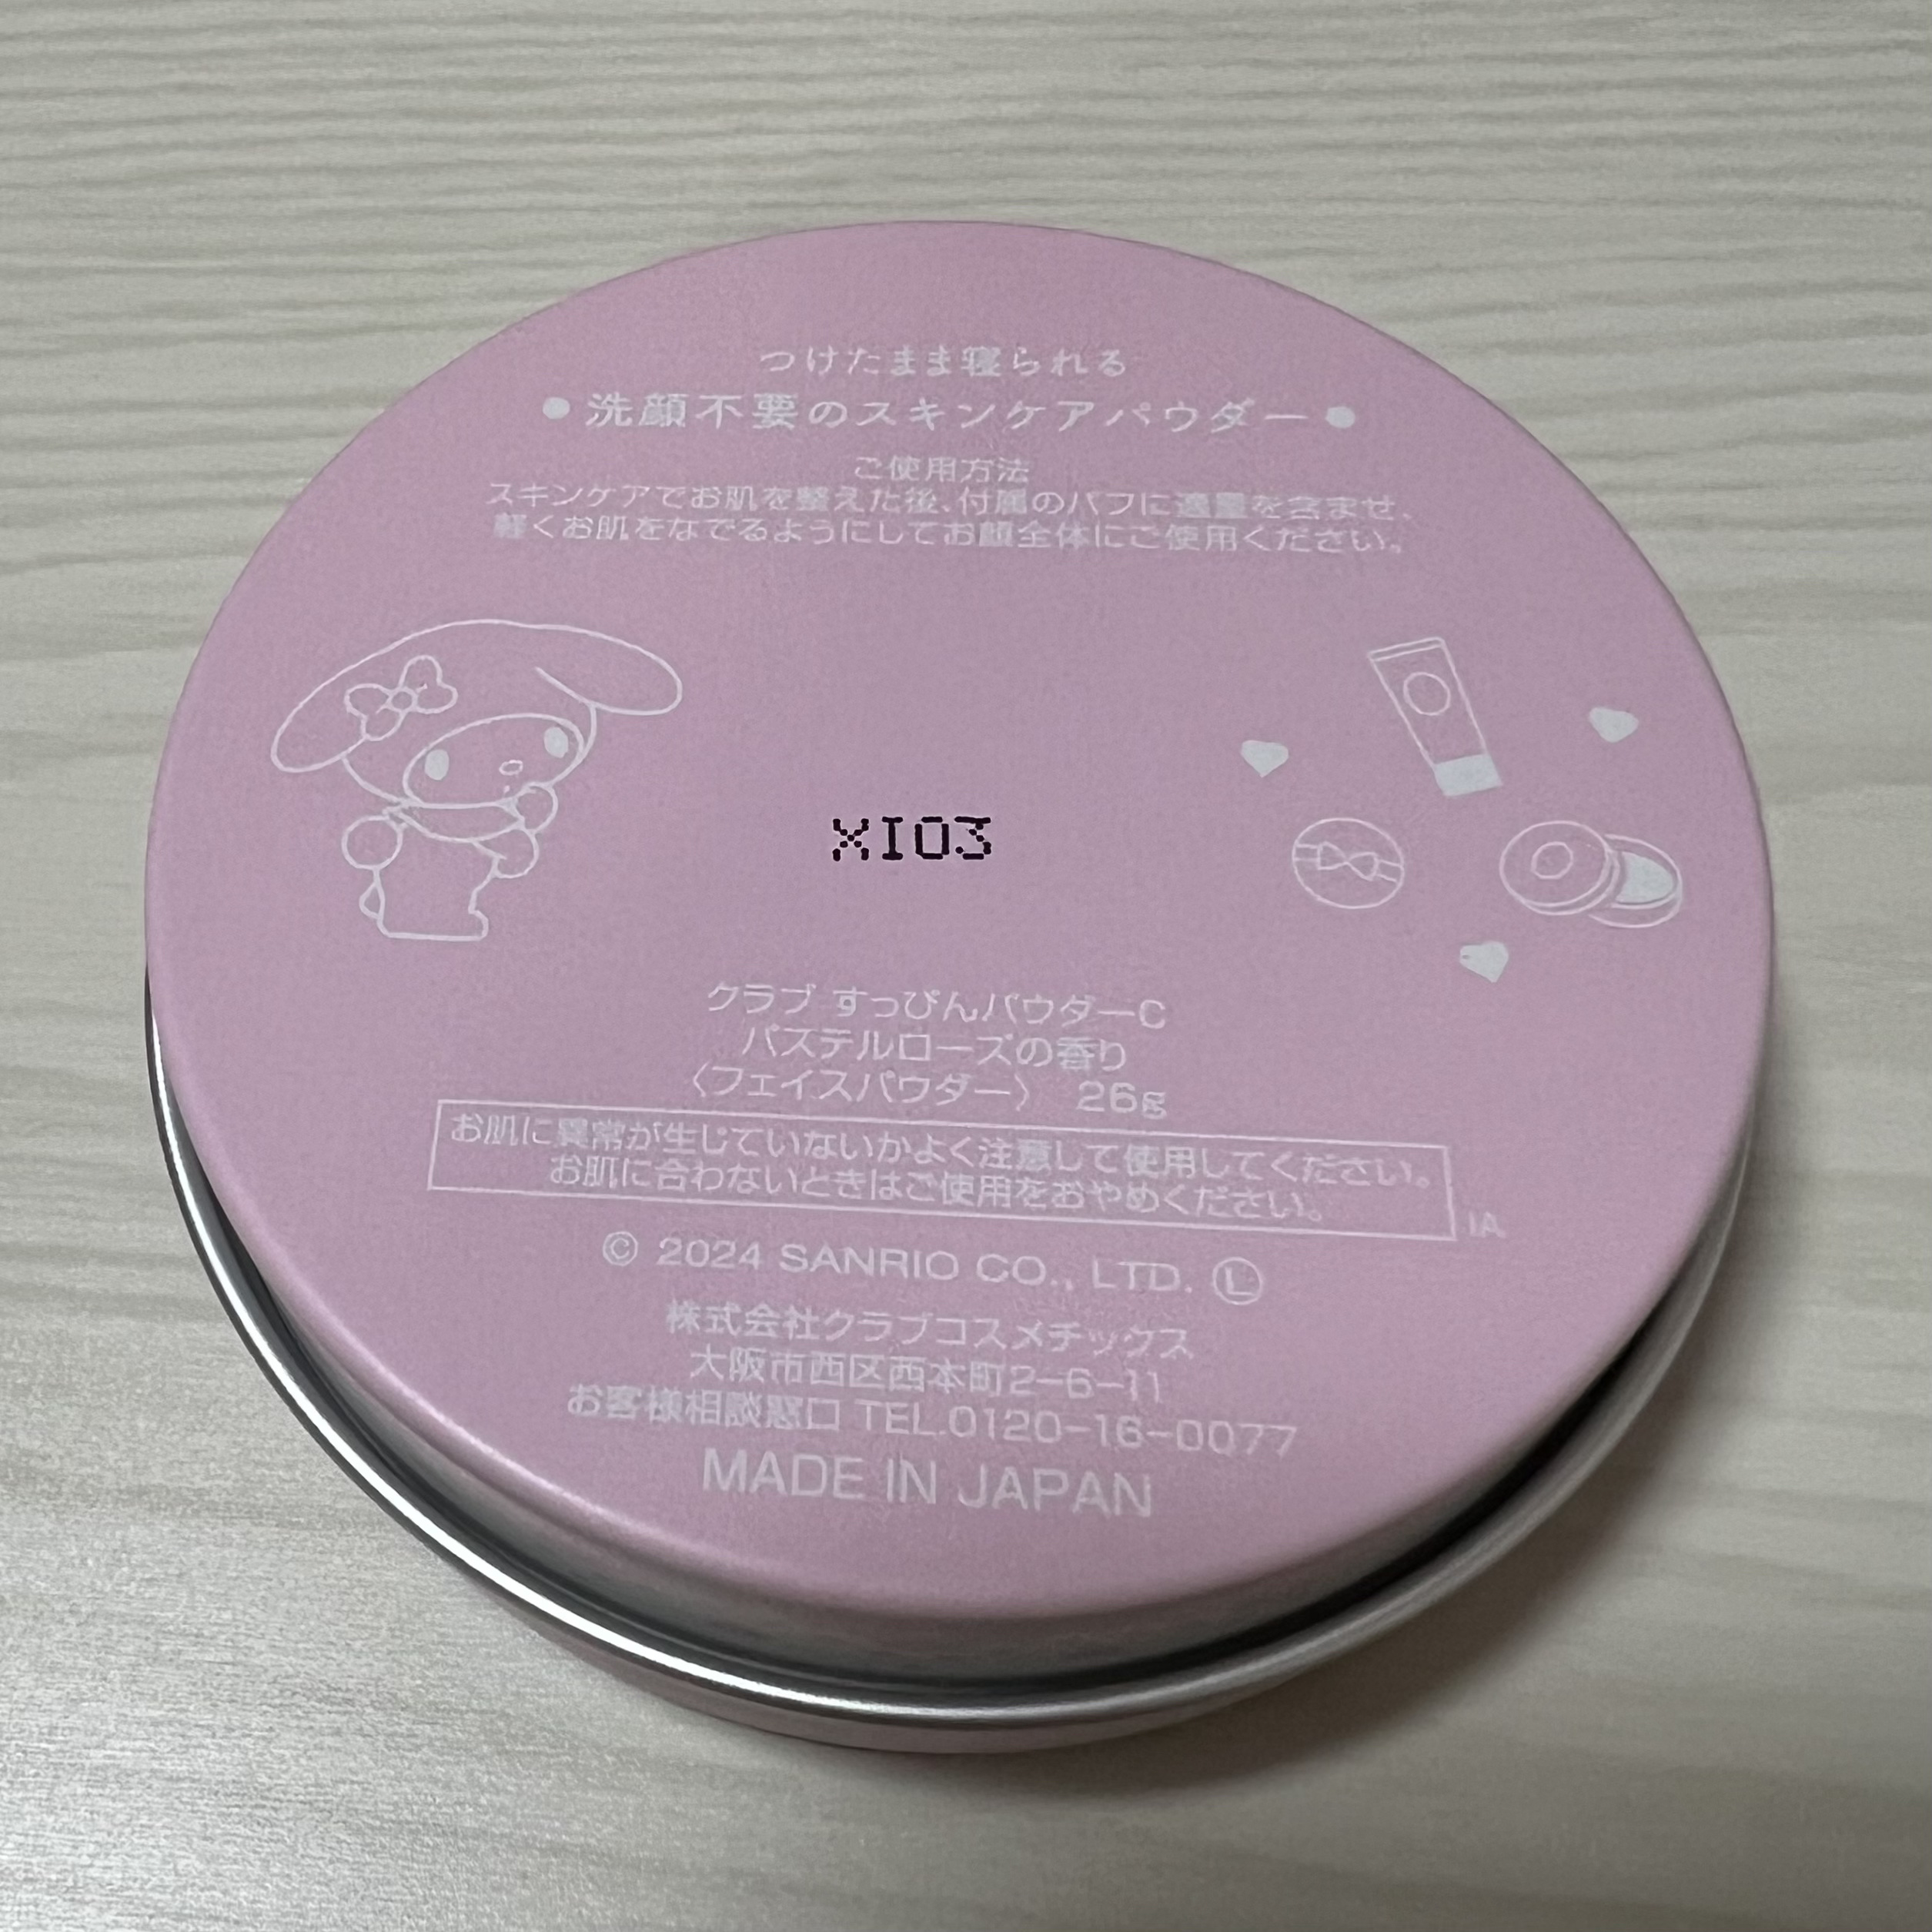 つけたまま寝られる
●洗顔不要のスキンケアパウダー●
ご使用方法
スキンケアでお肌を整えた後、付属のパフに適量を含ませ、
軽くお肌をなでるようにしてお顔全体にご使用ください。
XI03
クラブ すっぴんパウダーC
パステルローズの香り
〈フェイスパウダー〉 26g
お肌に異常が生じていないかよく注意して使用してください。
お肌に合わないときはご使用をおやめください。
1A
© 2024 SANRIO CO., LTD. Ⓛ
株式会社クラブコスメチックス
大阪市西区西本町2-6-11
お客様相談窓口 TEL.0120-16-0077
MADE IN JAPAN